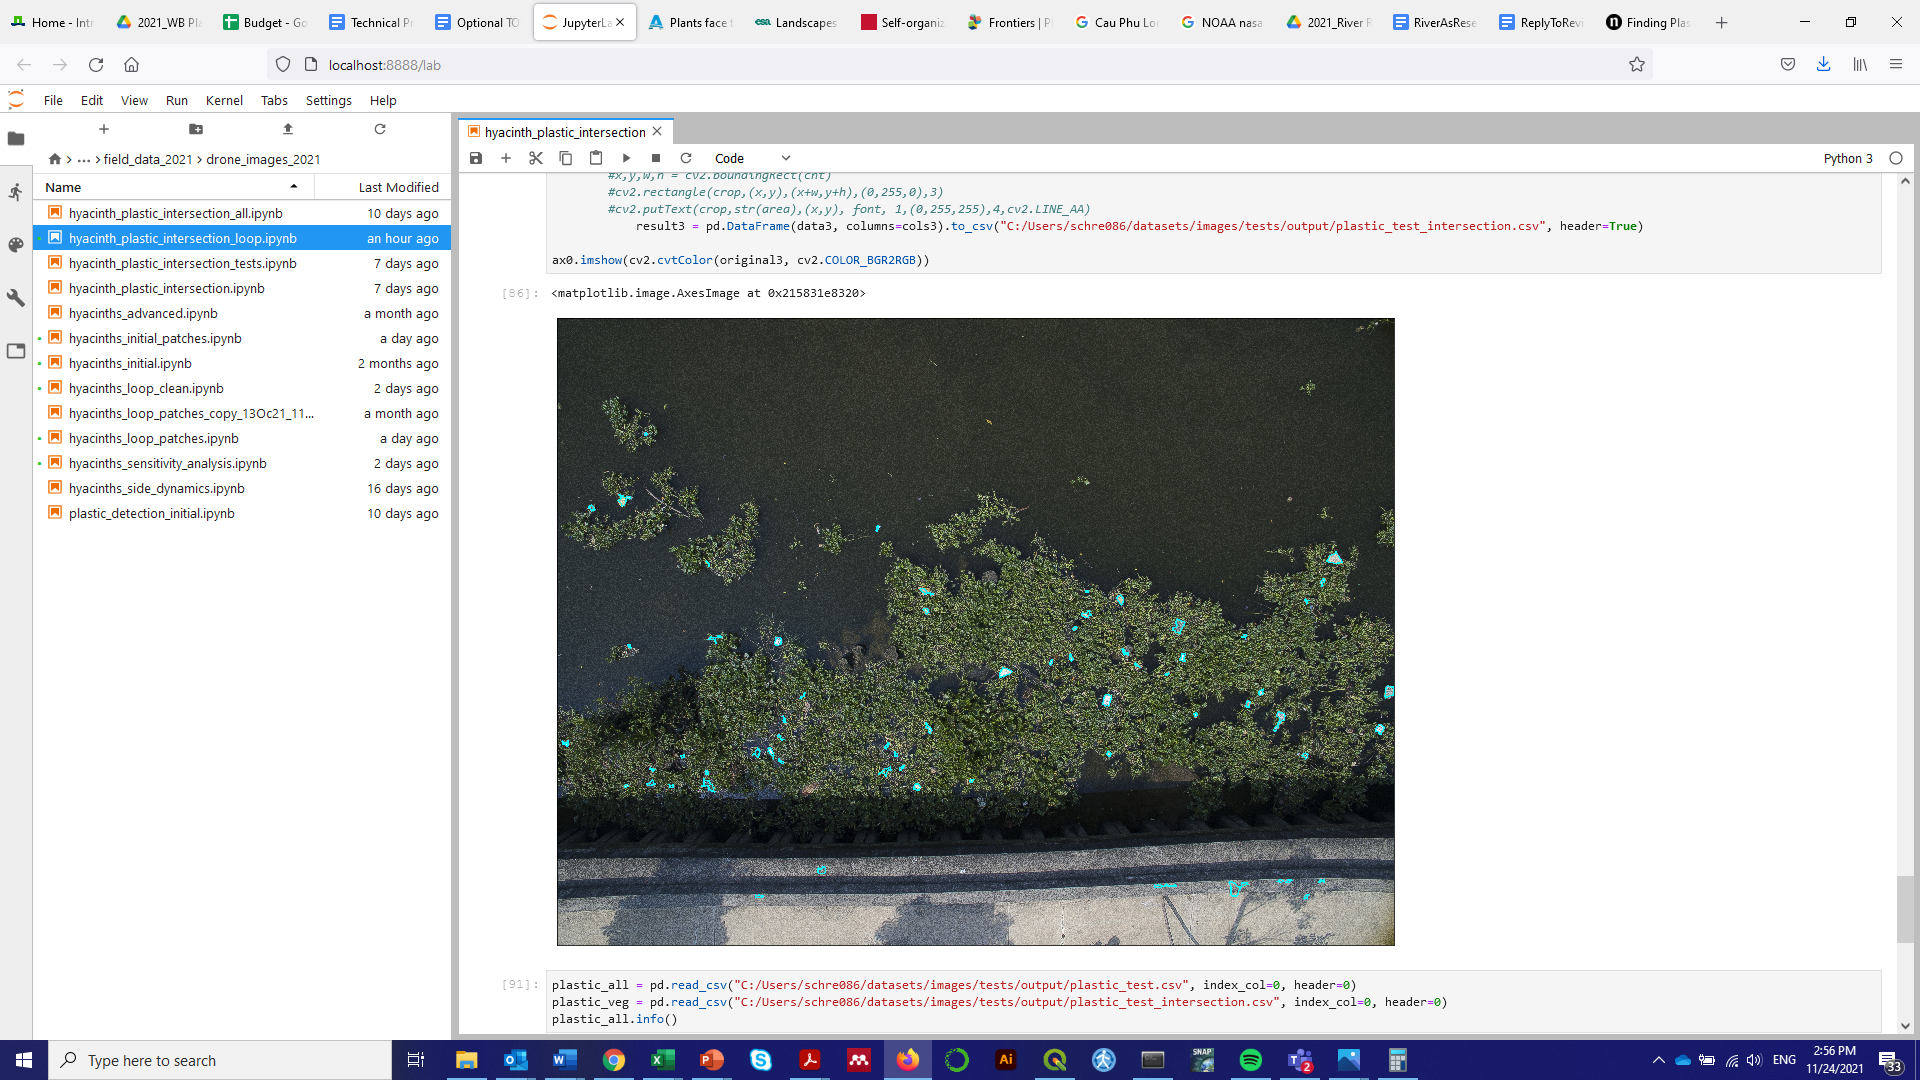 Home - Intr
2021_WB Pla
Budget - Go
Technical Pr
Optional TO
JupyterLa
Plants face t
esa Landscapes
Self-organiz
Frontiers | P
Cau Phu Lo
NOAA nasa
2021_River R
RiverAsRese
ReplyToRevi
n Finding Plas
localhost:8888/lab
File Edit View Run Kernel Tabs Settings Help
hyacinth_plastic_intersection
··· field_data_2021 drone_images_2021
Code
Python 3
Name Last Modified
hyacinth_plastic_intersection_all.ipynb 10 days ago
hyacinth_plastic_intersection_loop.ipynb an hour ago
hyacinth_plastic_intersection_tests.ipynb 7 days ago
hyacinth_plastic_intersection.ipynb 7 days ago
hyacinths_advanced.ipynb a month ago
hyacinths_initial_patches.ipynb a day ago
hyacinths_initial.ipynb 2 months ago
hyacinths_loop_clean.ipynb 2 days ago
hyacinths_loop_patches_copy_13Oc21_11... a month ago
hyacinths_loop_patches.ipynb a day ago
hyacinths_sensitivity_analysis.ipynb 2 days ago
hyacinths_side_dynamics.ipynb 16 days ago
plastic_detection_initial.ipynb 10 days ago
#x,y,w,h = cv2.boundingRect(cnt)
#cv2.rectangle(crop,(x,y),(x+w,y+h),(0,255,0),3)
#cv2.putText(crop,str(area),(x,y), font, 1,(0,255,255),4,cv2.LINE_AA)
result3 = pd.DataFrame(data3, columns=cols3).to_csv("C:/Users/schre086/datasets/images/tests/output/plastic_test_intersection.csv", header=True)
ax0.imshow(cv2.cvtColor(original3, cv2.COLOR_BGR2RGB))
[86]: <matplotlib.image.AxesImage at 0x215831e8320>
[91]: plastic_all = pd.read_csv("C:/Users/schre086/datasets/images/tests/output/plastic_test.csv", index_col=0, header=0)
plastic_veg = pd.read_csv("C:/Users/schre086/datasets/images/tests/output/plastic_test_intersection.csv", index_col=0, header=0)
plastic_all.info()
Type here to search
Ai
SNAP
2
ENG
2:56 PM
11/24/2021
33